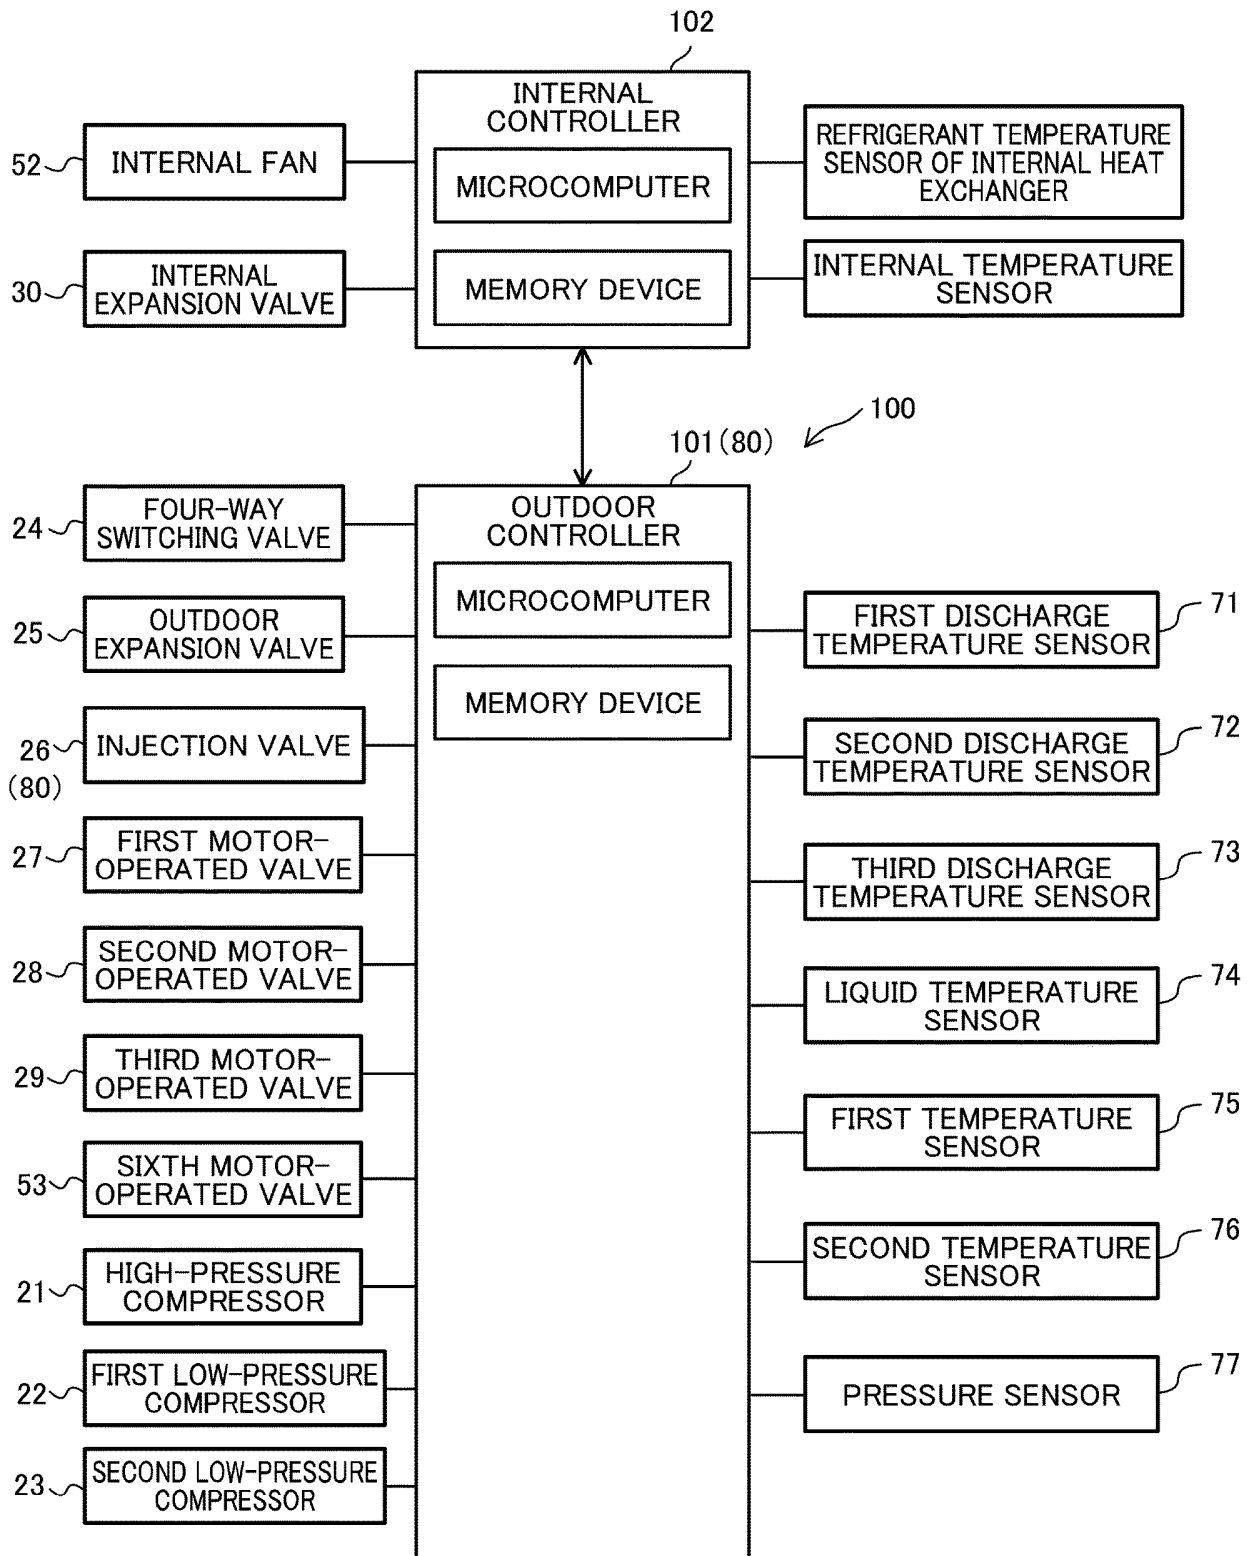 102
INTERNAL
CONTROLLER
MICROCOMPUTER
MEMORY DEVICE
52
INTERNAL FAN
30
INTERNAL
EXPANSION VALVE
REFRIGERANT TEMPERATURE
SENSOR OF INTERNAL HEAT
EXCHANGER
INTERNAL TEMPERATURE
SENSOR
100
101(80)
OUTDOOR
CONTROLLER
MICROCOMPUTER
MEMORY DEVICE
24
FOUR-WAY
SWITCHING VALVE
25
OUTDOOR
EXPANSION VALVE
26
(80)
INJECTION VALVE
27
FIRST MOTOR-
OPERATED VALVE
28
SECOND MOTOR-
OPERATED VALVE
29
THIRD MOTOR-
OPERATED VALVE
53
SIXTH MOTOR-
OPERATED VALVE
21
HIGH-PRESSURE
COMPRESSOR
22
FIRST LOW-PRESSURE
COMPRESSOR
23
SECOND LOW-PRESSURE
COMPRESSOR
71
FIRST DISCHARGE
TEMPERATURE SENSOR
72
SECOND DISCHARGE
TEMPERATURE SENSOR
73
THIRD DISCHARGE
TEMPERATURE SENSOR
74
LIQUID TEMPERATURE
SENSOR
75
FIRST TEMPERATURE
SENSOR
76
SECOND TEMPERATURE
SENSOR
77
PRESSURE SENSOR